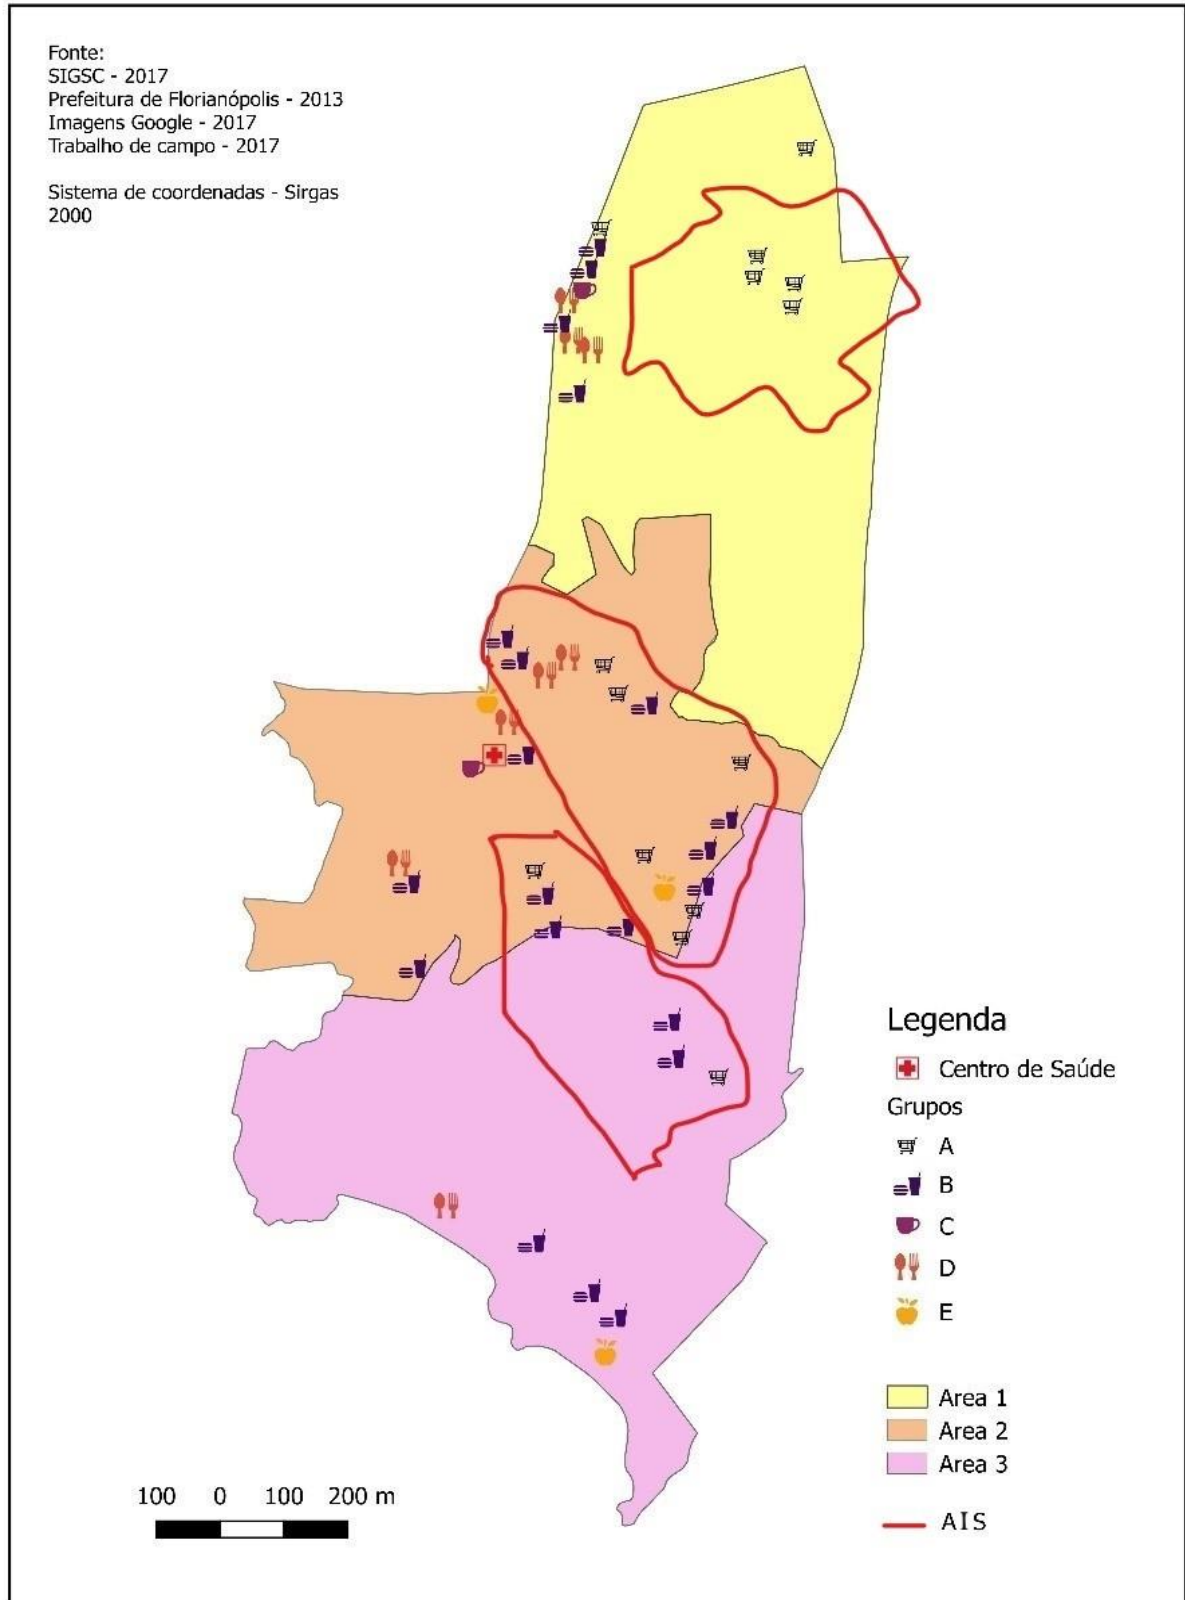 Fonte:
SIGSC - 2017
Prefeitura de Florianópolis - 2013
Imagens Google - 2017
Trabalho de campo - 2017
Sistema de coordenadas - Sirgas
2000
Legenda
Centro de Saúde
Grupos
A
B
C
D
E
Area 1
Area 2
Area 3
AIS
100 0 100 200 m